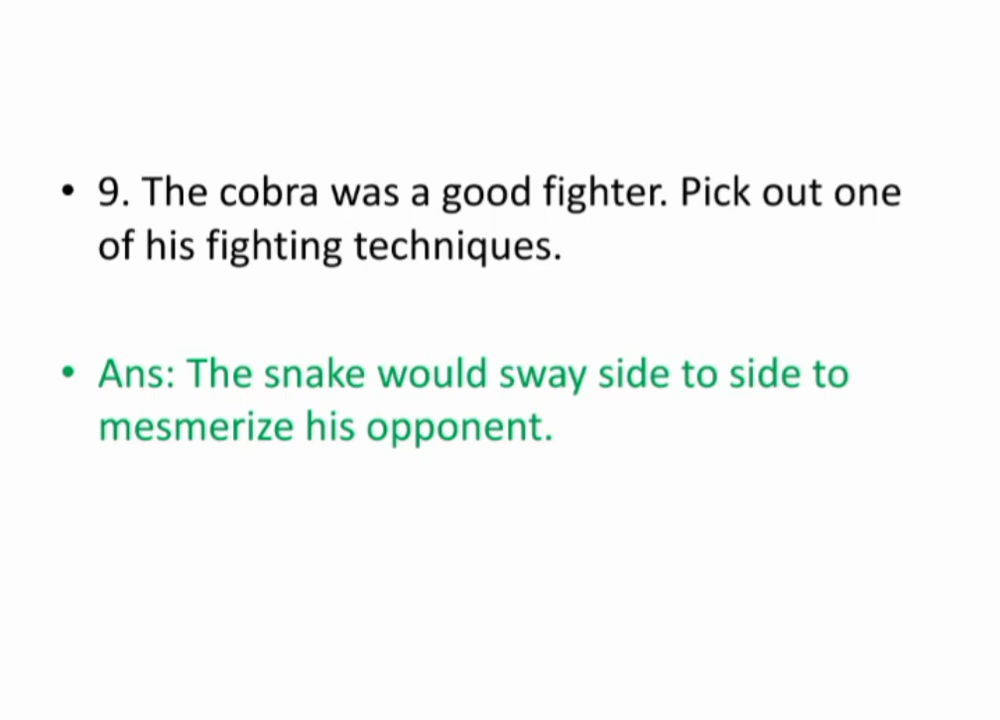 • 9. The cobra was a good fighter. Pick out one
of his fighting techniques.
• Ans: The snake would sway side to side to
mesmerize his opponent.